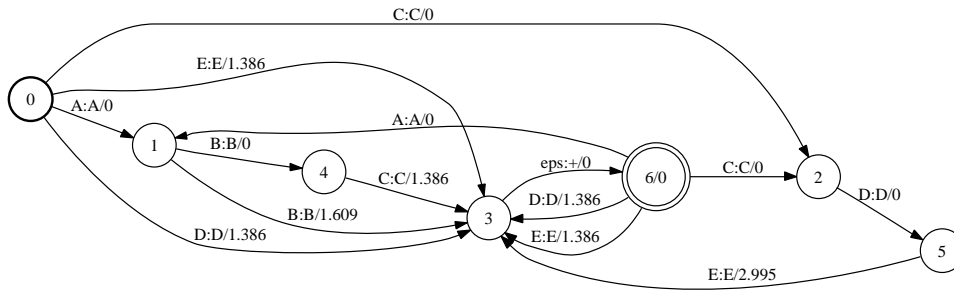 C:C/0
E:E/1.386
0
A:A/0
A:A/0
1
B:B/0
eps:+/0
4
C:C/1.386
6/0
C:C/0
2
D:D/1.386
D:D/0
B:B/1.609
3
D:D/1.386
E:E/1.386
5
E:E/2.995